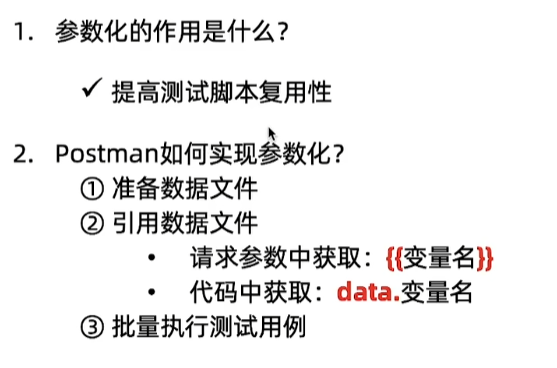 1. 参数化的作用是什么？
✓ 提高测试脚本复用性
2. Postman如何实现参数化？
① 准备数据文件
② 引用数据文件
• 请求参数中获取：{{变量名}}
• 代码中获取：data.变量名
③ 批量执行测试用例